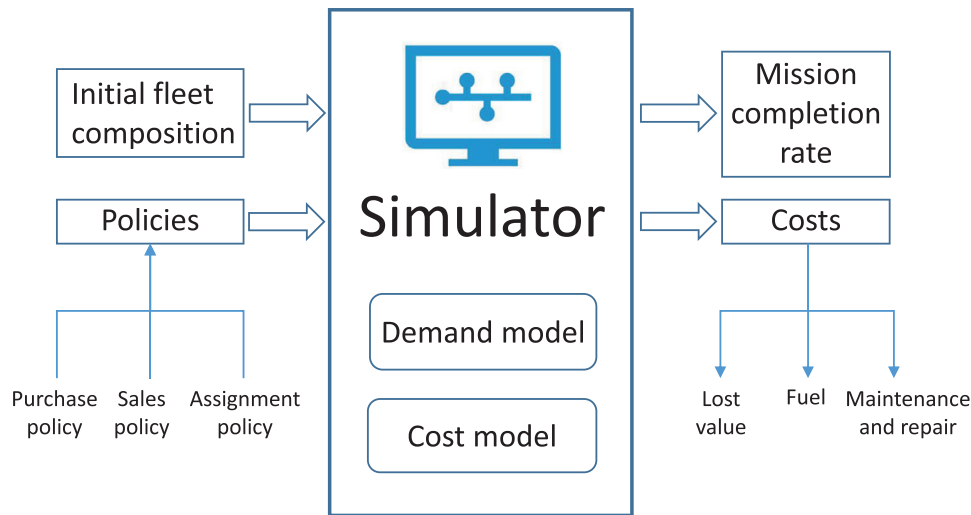 Initial fleet
composition
Policies
Purchase
policy
Sales
policy
Assignment
policy
Simulator
Demand model
Cost model
Mission
completion
rate
Costs
Lost
value
Fuel
Maintenance
and repair